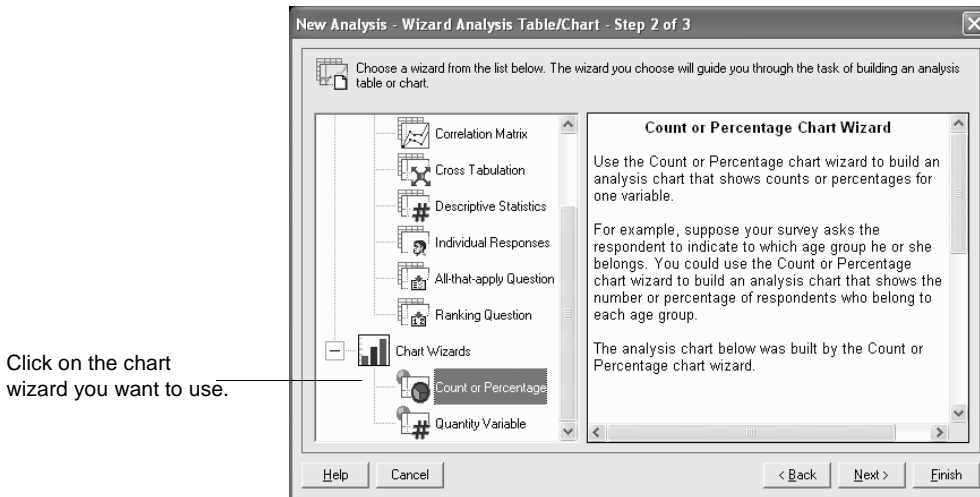 New Analysis - Wizard Analysis Table/Chart - Step 2 of 3
Choose a wizard from the list below. The wizard you choose will guide you through the task of building an analysis
table or chart.
Correlation Matrix
Cross Tabulation
Descriptive Statistics
Individual Responses
All-that-apply Question
Ranking Question
Chart Wizards
Count or Percentage
Quantity Variable
Count or Percentage Chart Wizard
Use the Count or Percentage chart wizard to build an
analysis chart that shows counts or percentages for
one variable.
For example, suppose your survey asks the
respondent to indicate to which age group he or she
belongs. You could use the Count or Percentage
chart wizard to build an analysis chart that shows the
number or percentage of respondents who belong to
each age group.
The analysis chart below was built by the Count or
Percentage chart wizard.
Click on the chart
wizard you want to use.
Help
Cancel
< Back
Next >
Finish